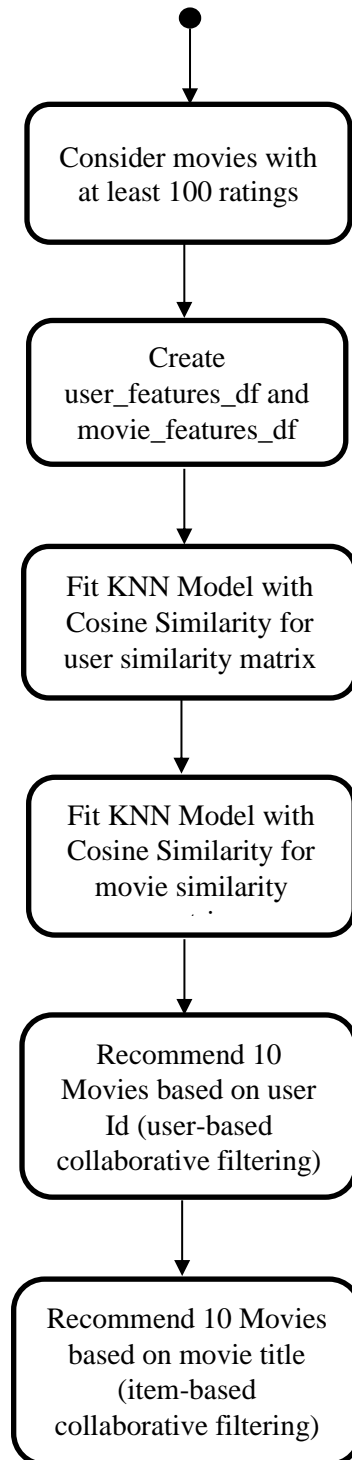 Consider movies with
at least 100 ratings
Create
user_features_df and
movie_features_df
Fit KNN Model with
Cosine Similarity for
user similarity matrix
Fit KNN Model with
Cosine Similarity for
movie similarity
Recommend 10
Movies based on user
Id (user-based
collaborative filtering)
Recommend 10 Movies
based on movie title
(item-based
collaborative filtering)